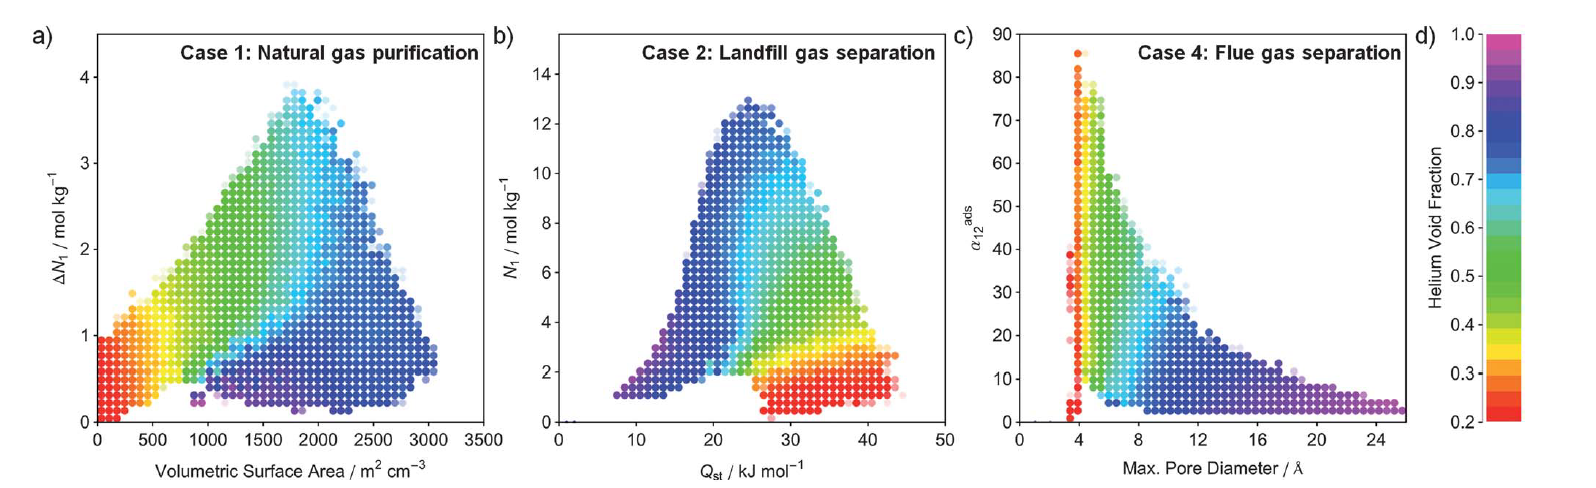 a)
Case 1: Natural gas purification
ΔN₁ / mol kg⁻¹
4
3
2
1
0
0 500 1000 1500 2000 2500 3000 3500
Volumetric Surface Area / m² cm⁻³
b)
Case 2: Landfill gas separation
N₁ / mol kg⁻¹
14
12
10
8
6
4
2
0
0 10 20 30 40 50
Qst / kJ mol⁻¹
c)
Case 4: Flue gas separation
α₁₂ᵃᵈˢ
90
80
70
60
50
40
30
20
10
0
0 4 8 12 16 20 24
Max. Pore Diameter / Å
d)
Helium Void Fraction
1.0
0.9
0.8
0.7
0.6
0.5
0.4
0.3
0.2